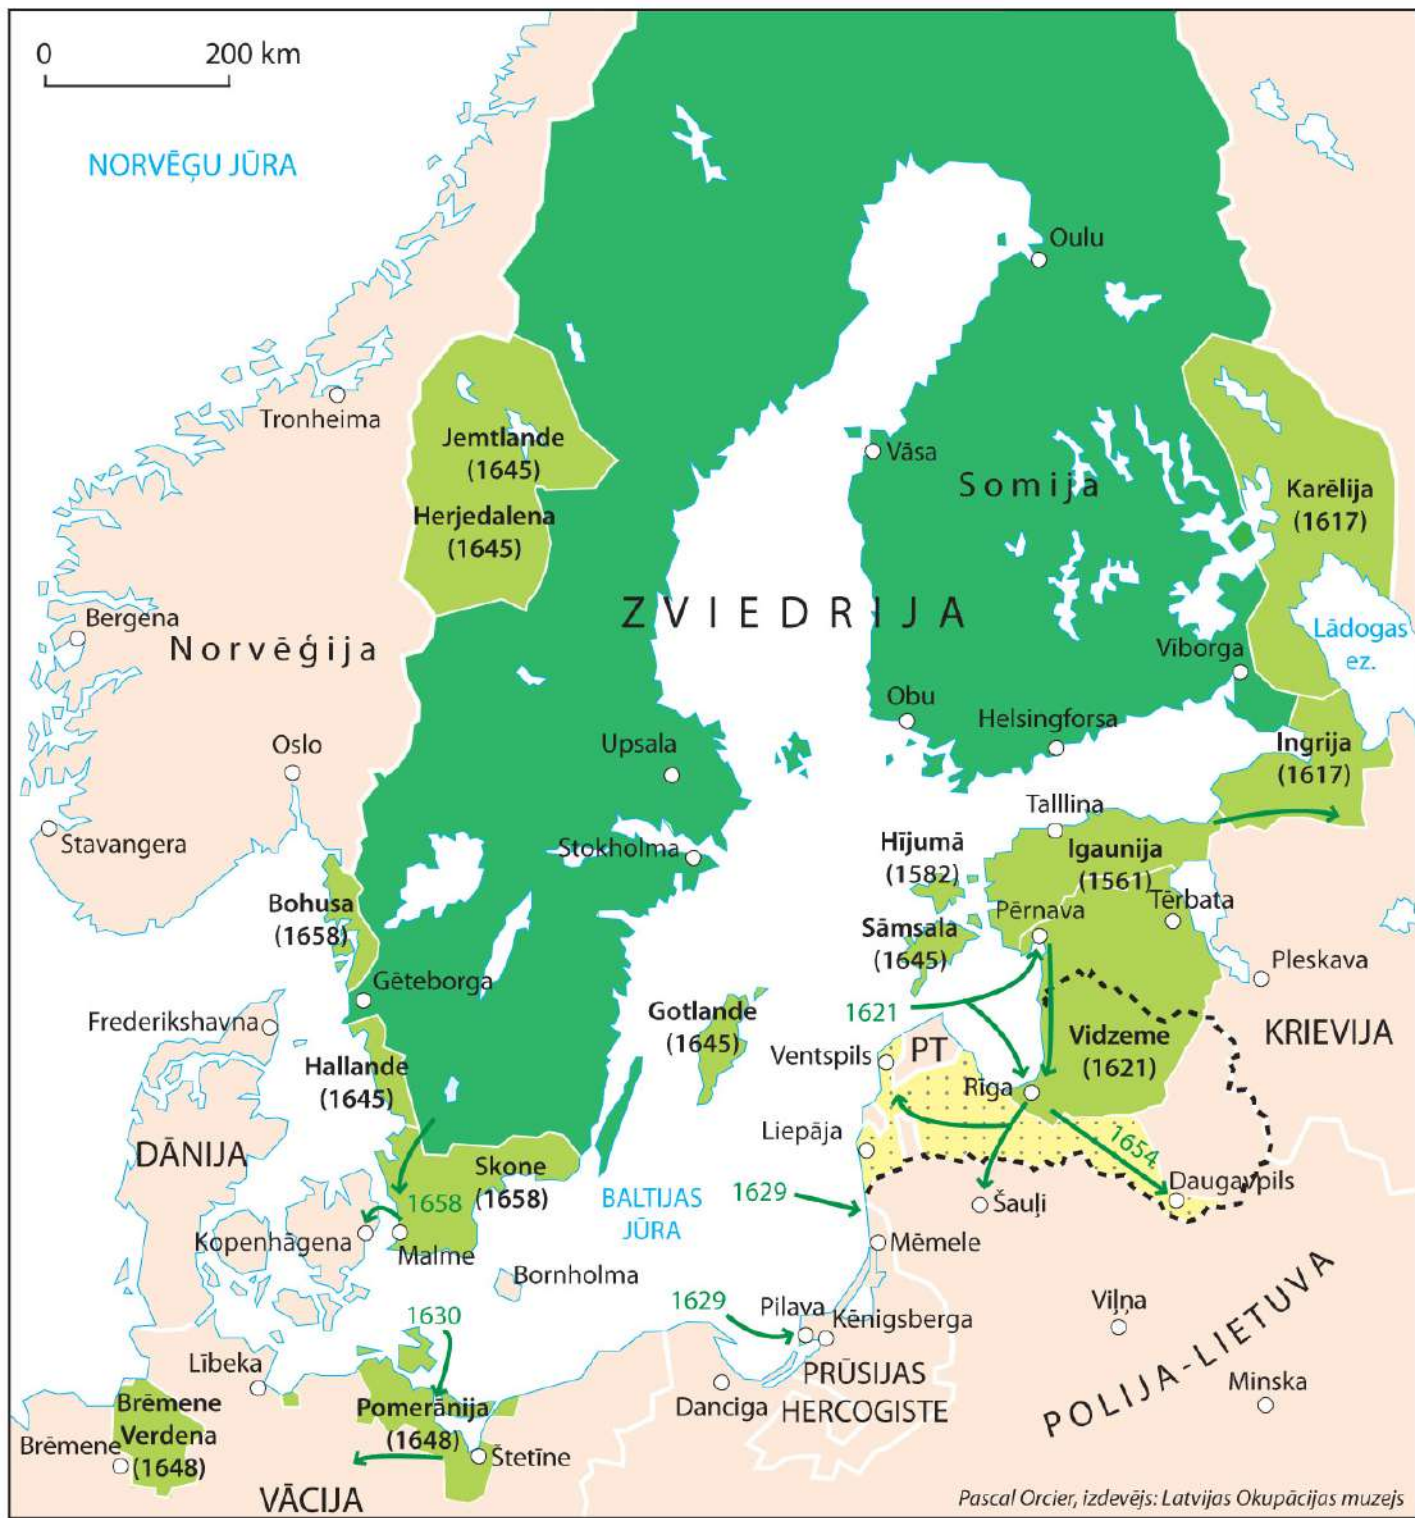 0 200 km
NORVĒĢU JŪRA
Oulu
Tronheima
Jemtlande
(1645)
Vāsa
Somija
Herjedalena
(1645)
Karēlija
(1617)
ZVIEDRIJA
Bergena
Norvēģija
Lādogas
ez.
Vīborga
Obu
Helsingforsa
Oslo
Upsala
Ingrija
(1617)
Stavangera
Stokholma
Talllina
Hījumā
(1582)
Igaunija
(1561)
Tērbata
Bohusa
(1658)
Pērnava
Sāmsala
(1645)
Gēteborga
Pleskava
Frederikshavna
Gotlande
(1645)
1621
KRIEVIJA
Ventspils
PT
Vidzeme
(1621)
Hallande
(1645)
Rīga
Liepāja
DĀNIJA
Skone
(1658)
1654
Daugavpils
1658
BALTIJAS
JŪRA
1629
Šauļi
Kopenhāgena
Malme
Mēmele
Bornholma
1629
Pilava
Kēnigsberga
Viļņa
1630
Lībeka
PRŪSIJAS
HERCOGISTE
POLIJA-LIETUVA
Minska
Danciga
Brēmene
Verdena
(1648)
Brēmene
Pomerānija
(1648)
Štetīne
VĀCIJA
Pascal Orcier, izdevējs: Latvijas Okupācijas muzejs